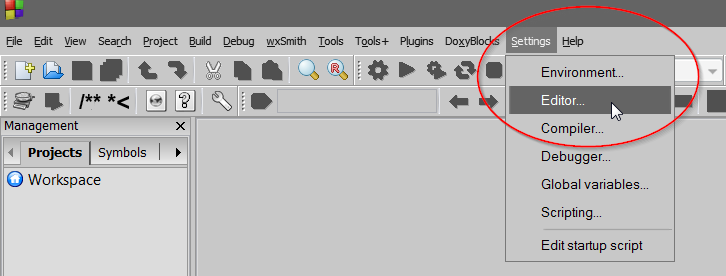 File Edit View Search Project Build Debug wxSmith Tools Tools+ Plugins DoxyBlocks Settings Help
/** *<
Management
Projects Symbols
Workspace
Environment...
Editor...
Compiler...
Debugger...
Global variables...
Scripting...
Edit startup script